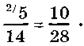 ²/5/14 = 10/28.